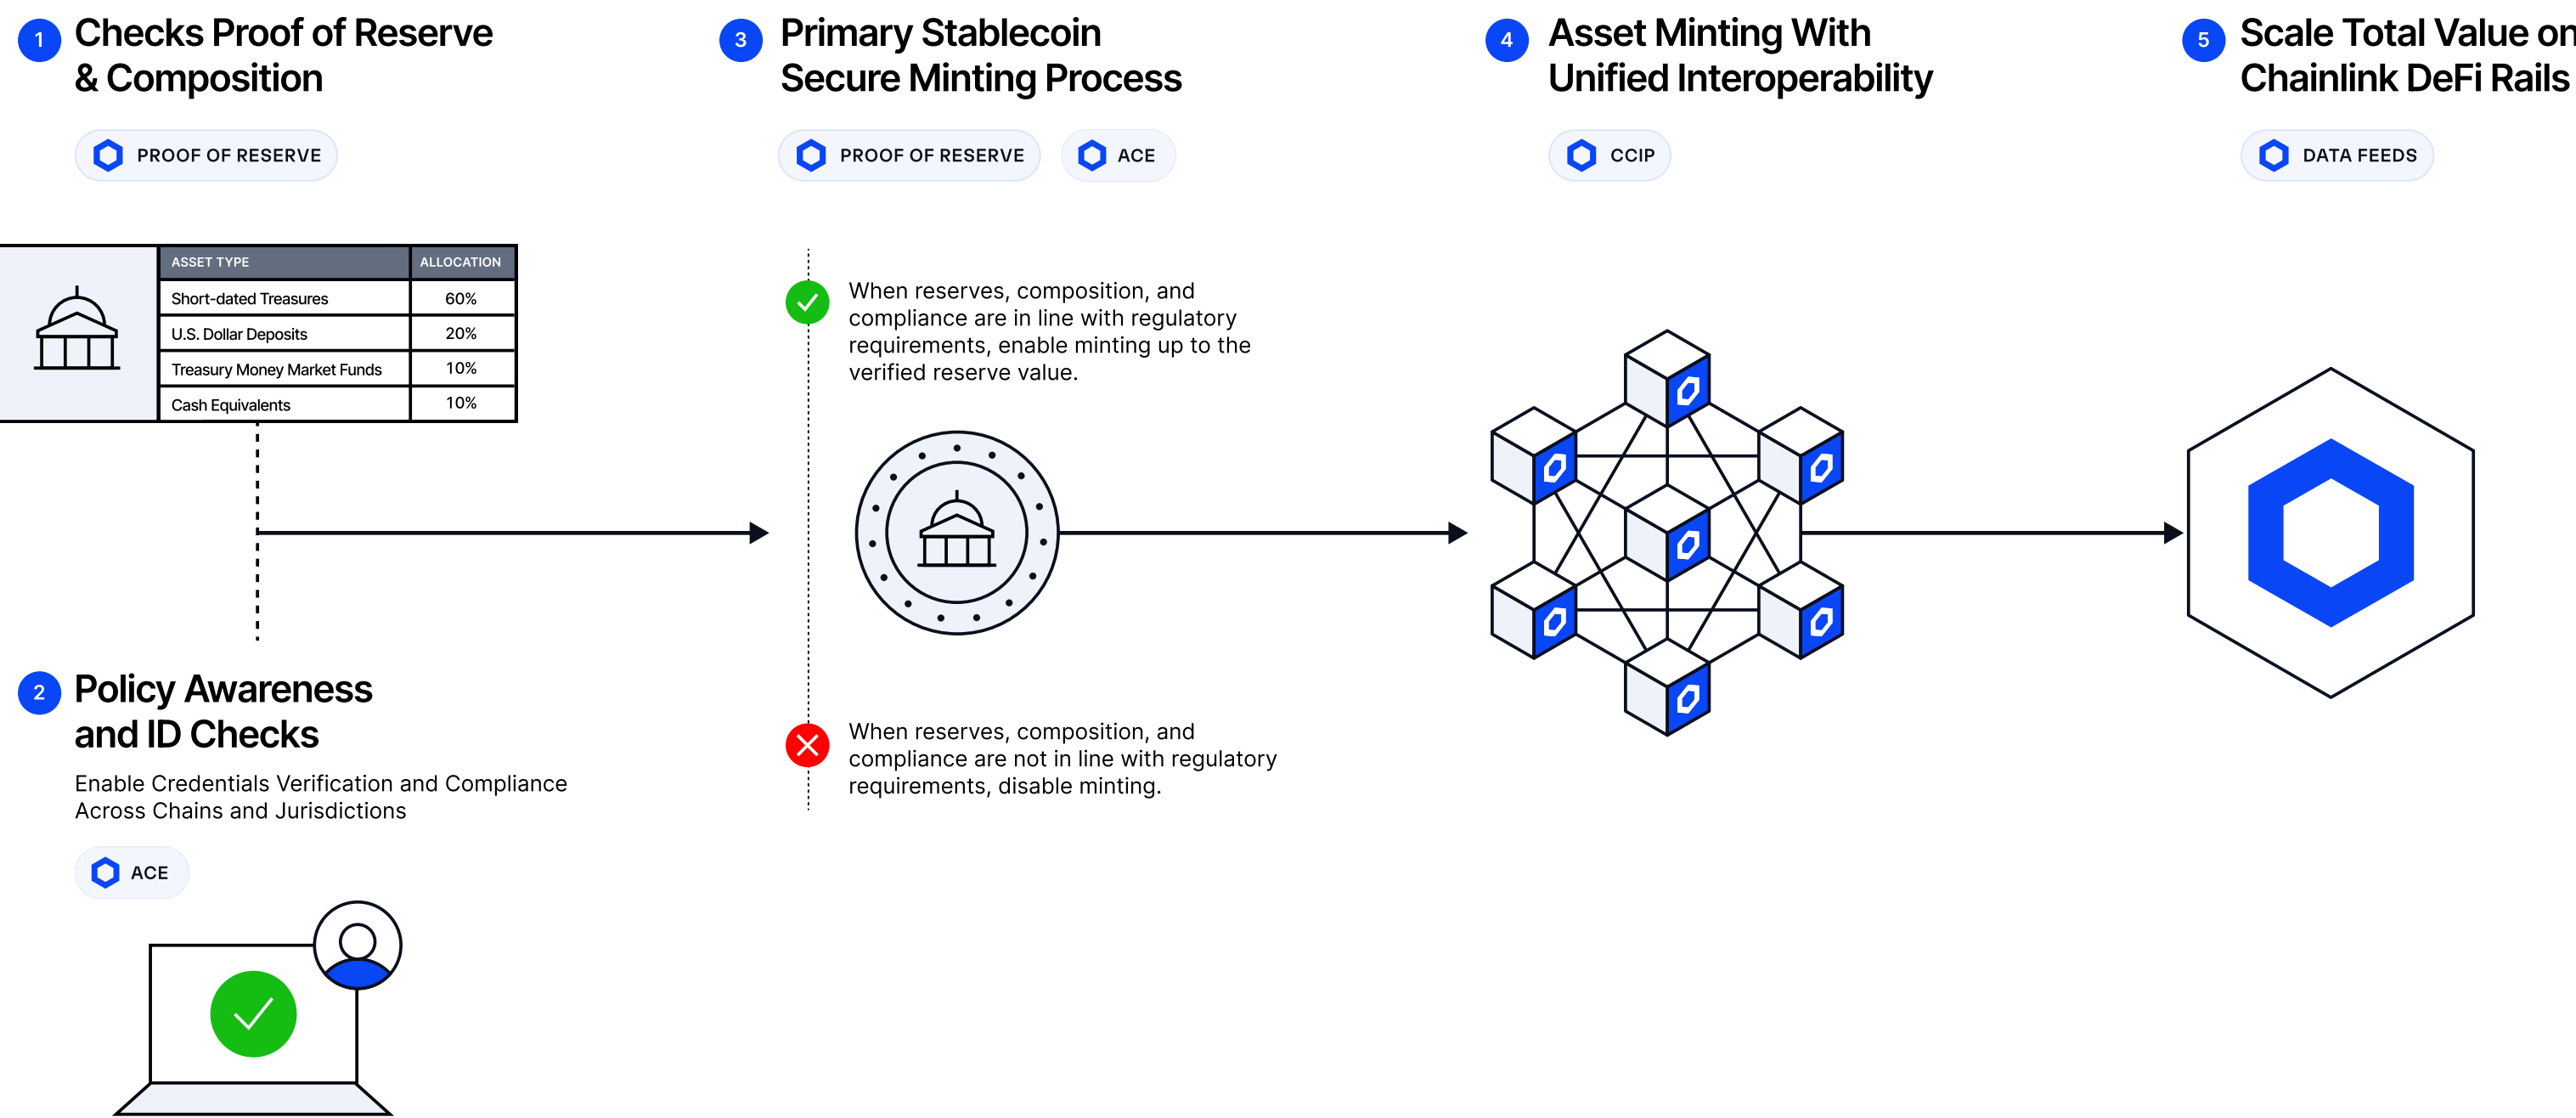 1
Checks Proof of Reserve
& Composition
PROOF OF RESERVE
ASSET TYPE ALLOCATION
Short-dated Treasures 60%
U.S. Dollar Deposits 20%
Treasury Money Market Funds 10%
Cash Equivalents 10%
2
Policy Awareness
and ID Checks
Enable Credentials Verification and Compliance
Across Chains and Jurisdictions
ACE
3
Primary Stablecoin
Secure Minting Process
PROOF OF RESERVE ACE
When reserves, composition, and
compliance are in line with regulatory
requirements, enable minting up to the
verified reserve value.
When reserves, composition, and
compliance are not in line with regulatory
requirements, disable minting.
4
Asset Minting With
Unified Interoperability
CCIP
5
Scale Total Value on
Chainlink DeFi Rails
DATA FEEDS